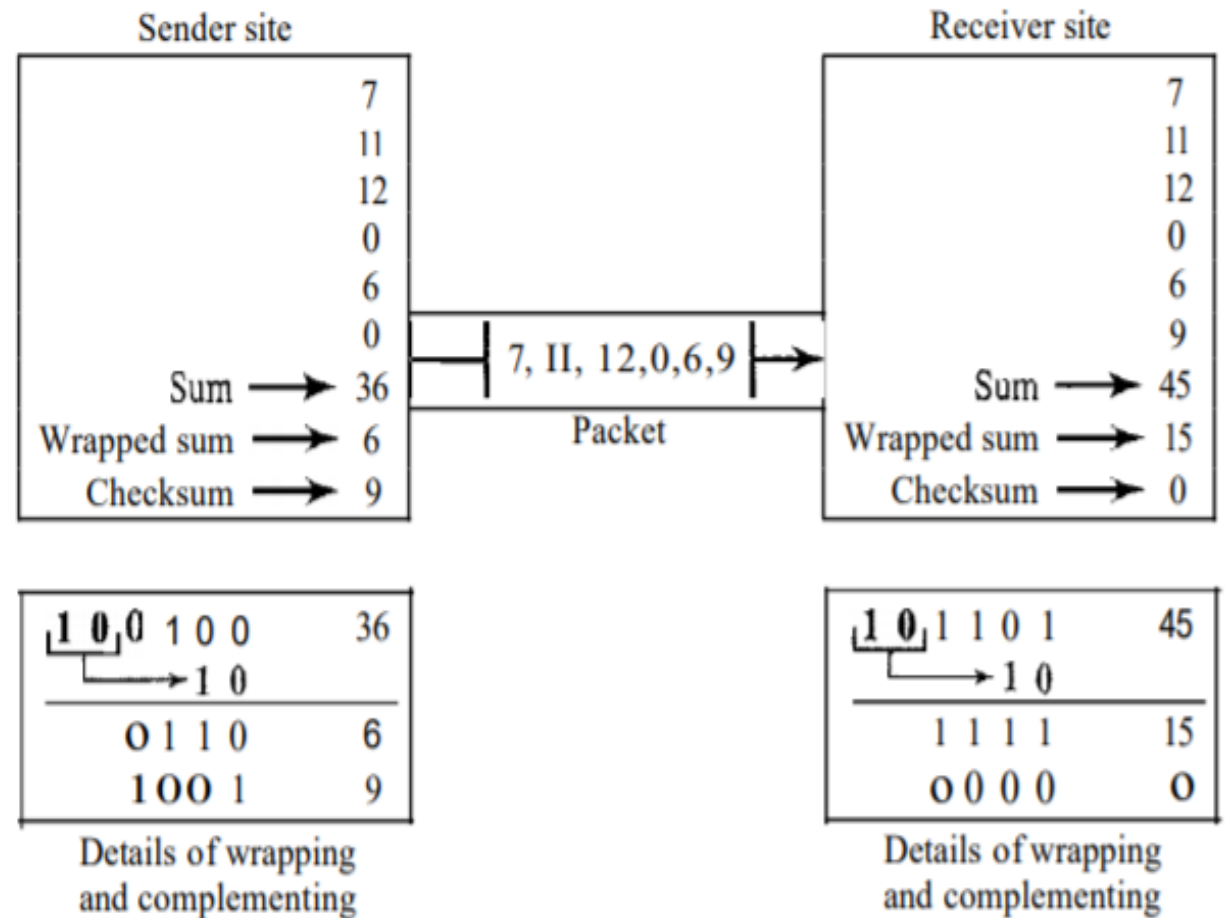 Sender site
7
11
12
0
6
0
Sum 36
Wrapped sum 6
Checksum 9
7, II, 12,0,6,9
Packet
Receiver site
7
11
12
0
6
9
Sum 45
Wrapped sum 15
Checksum 0
1 0 0 1 0 0 36
1 0
0 1 1 0 6
1 0 0 1 9
Details of wrapping
and complementing
1 0 1 1 0 1 45
1 0
1 1 1 1 15
0 0 0 0 0
Details of wrapping
and complementing